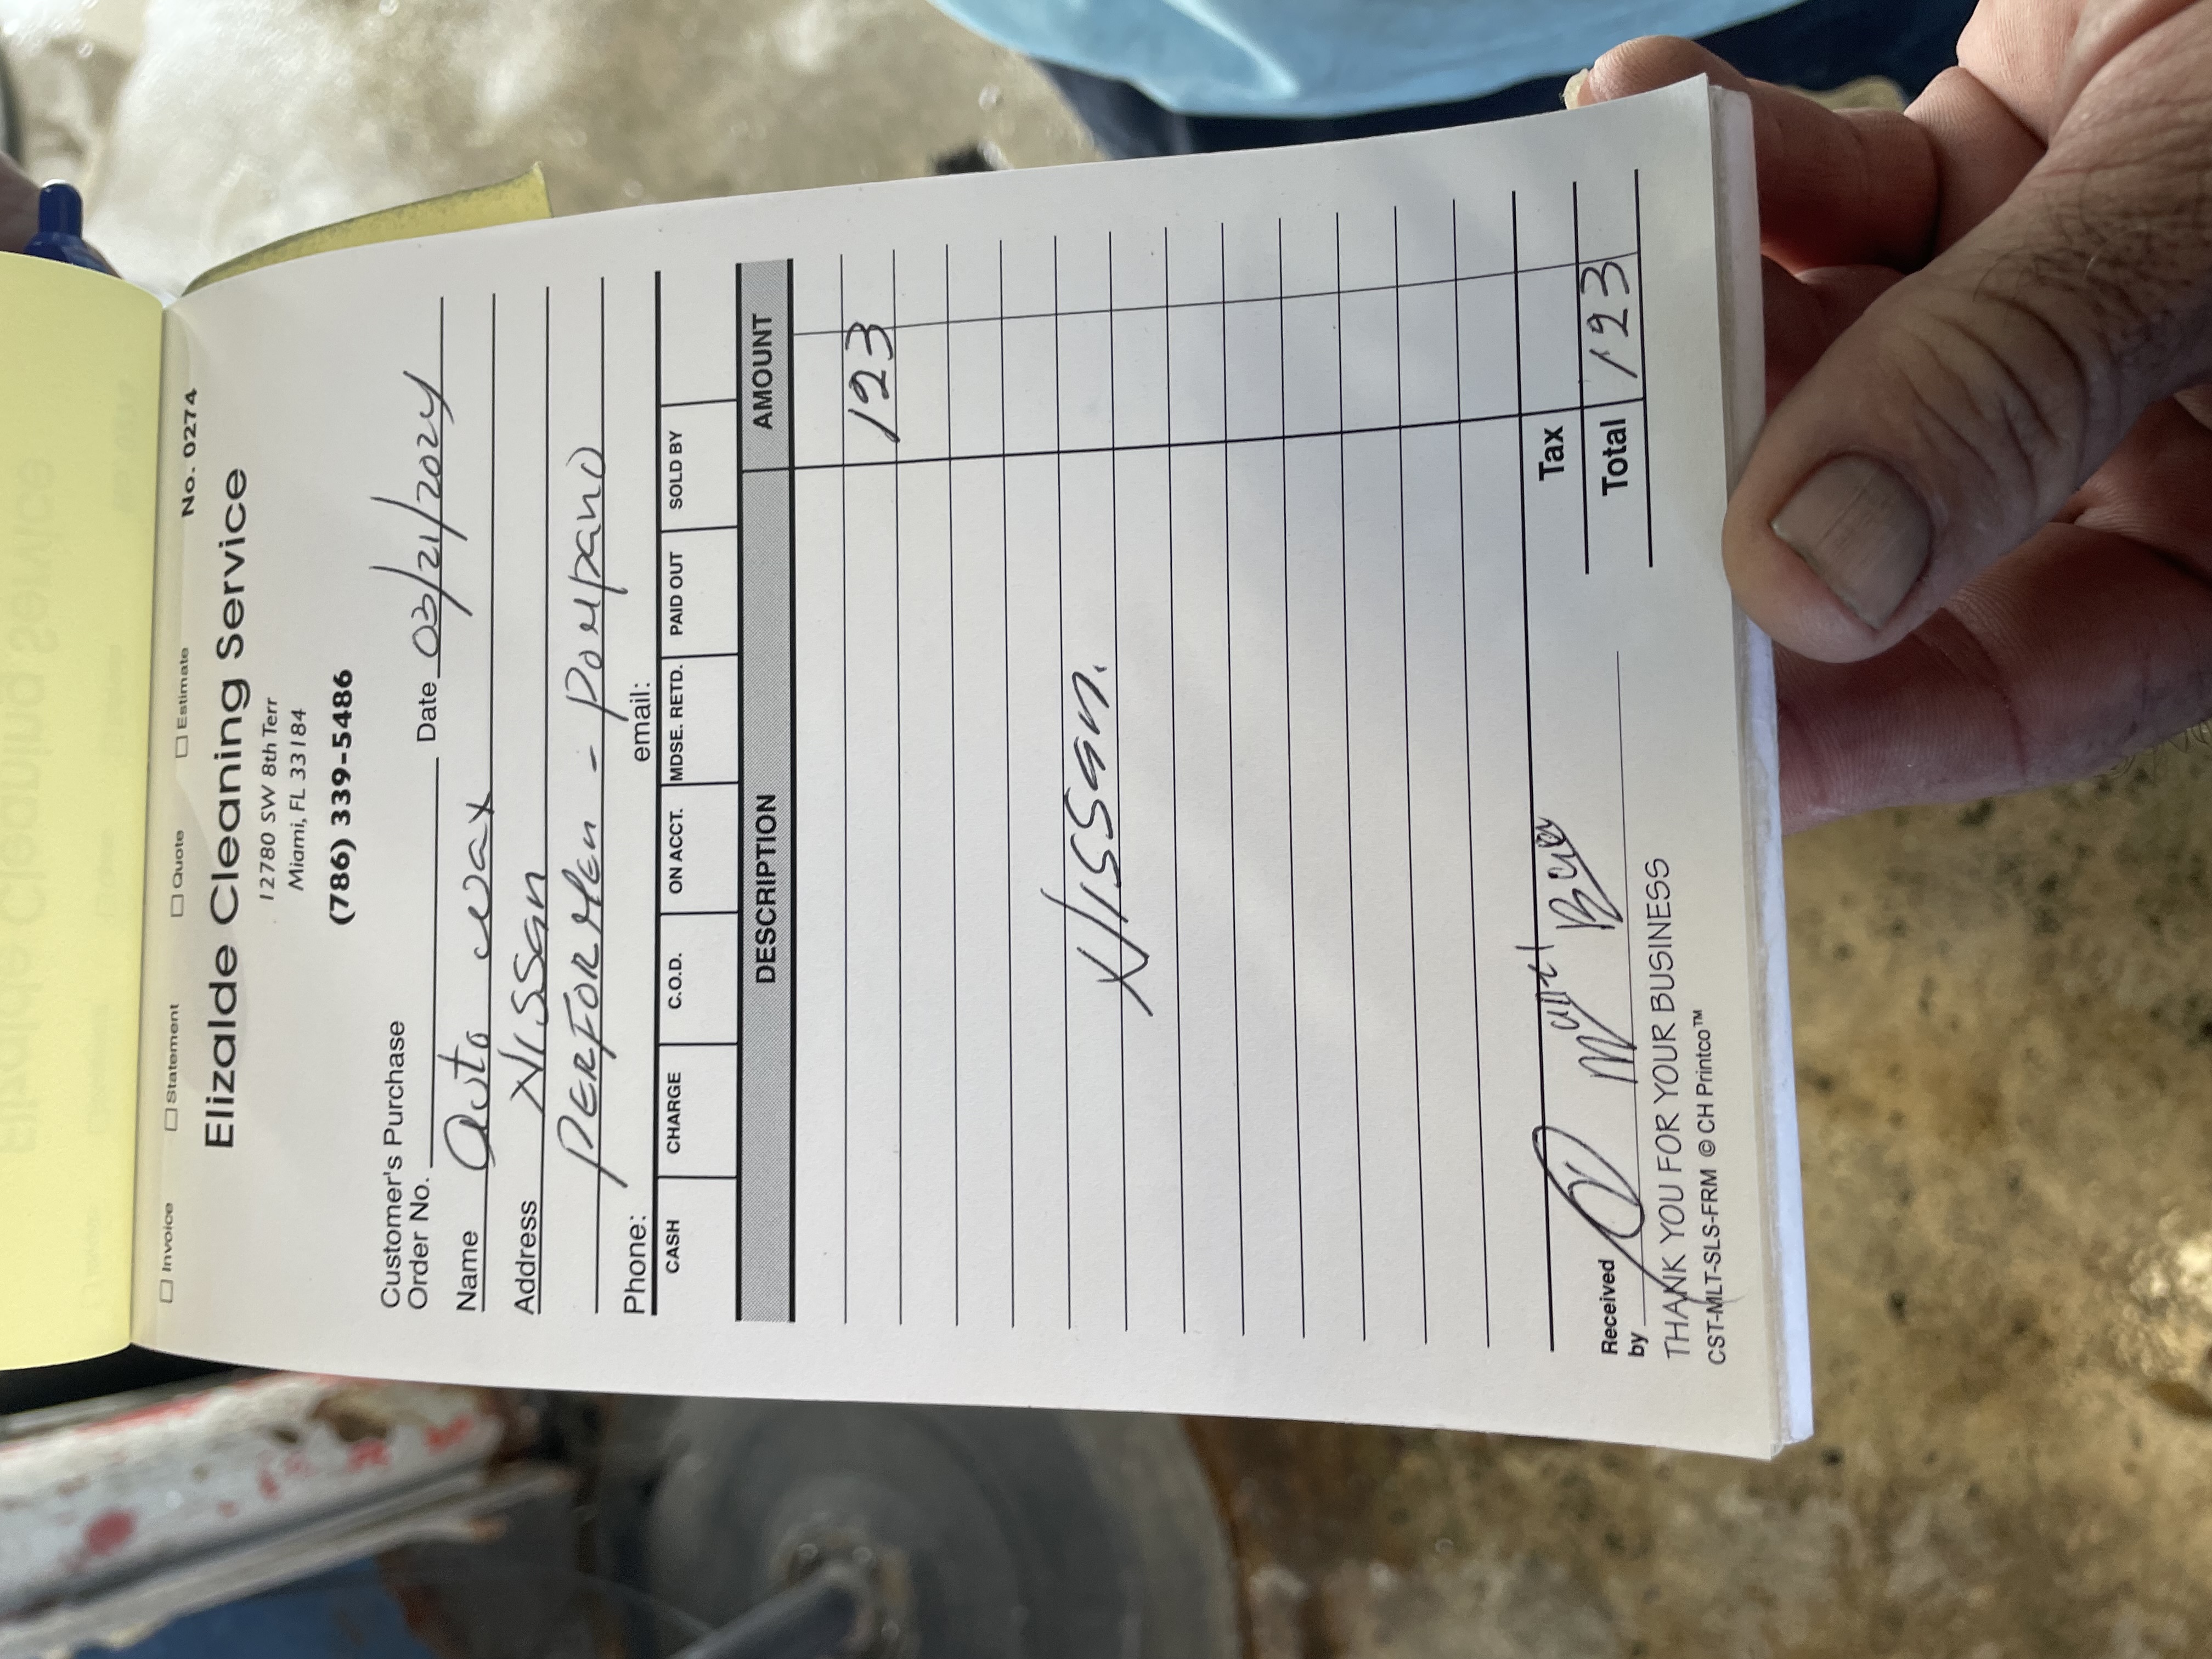 ☐ Invoice ☐ Statement ☐ Quote ☐ Estimate No. 0274
Elizalde Cleaning Service
12780 SW 8th Terr
Miami, FL 33184
(786) 339-5486
Customer's Purchase
Order No. Date 03/21/2024
Name Auto wax
Address Nissan
PERFORMen - Pompano
Phone: email:
CASH CHARGE C.O.D. ON ACCT. MDSE. RETD. PAID OUT SOLD BY
DESCRIPTION AMOUNT
123
Nissan.
Tax
Total 123
Received
by
THANK YOU FOR YOUR BUSINESS
CST-MLT-SLS-FRM © CH Printco™